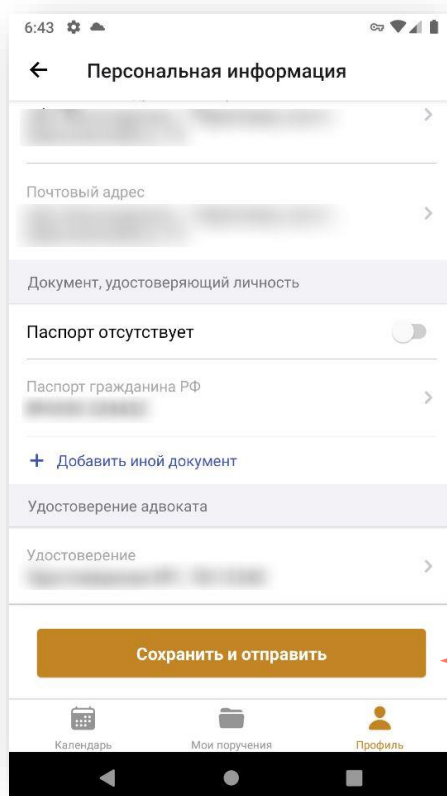 6:43
Персональная информация
Почтовый адрес
Документ, удостоверяющий личность
Паспорт отсутствует
Паспорт гражданина РФ
+ Добавить иной документ
Удостоверение адвоката
Удостоверение
Сохранить и отправить
Календарь Мои поручения Профиль